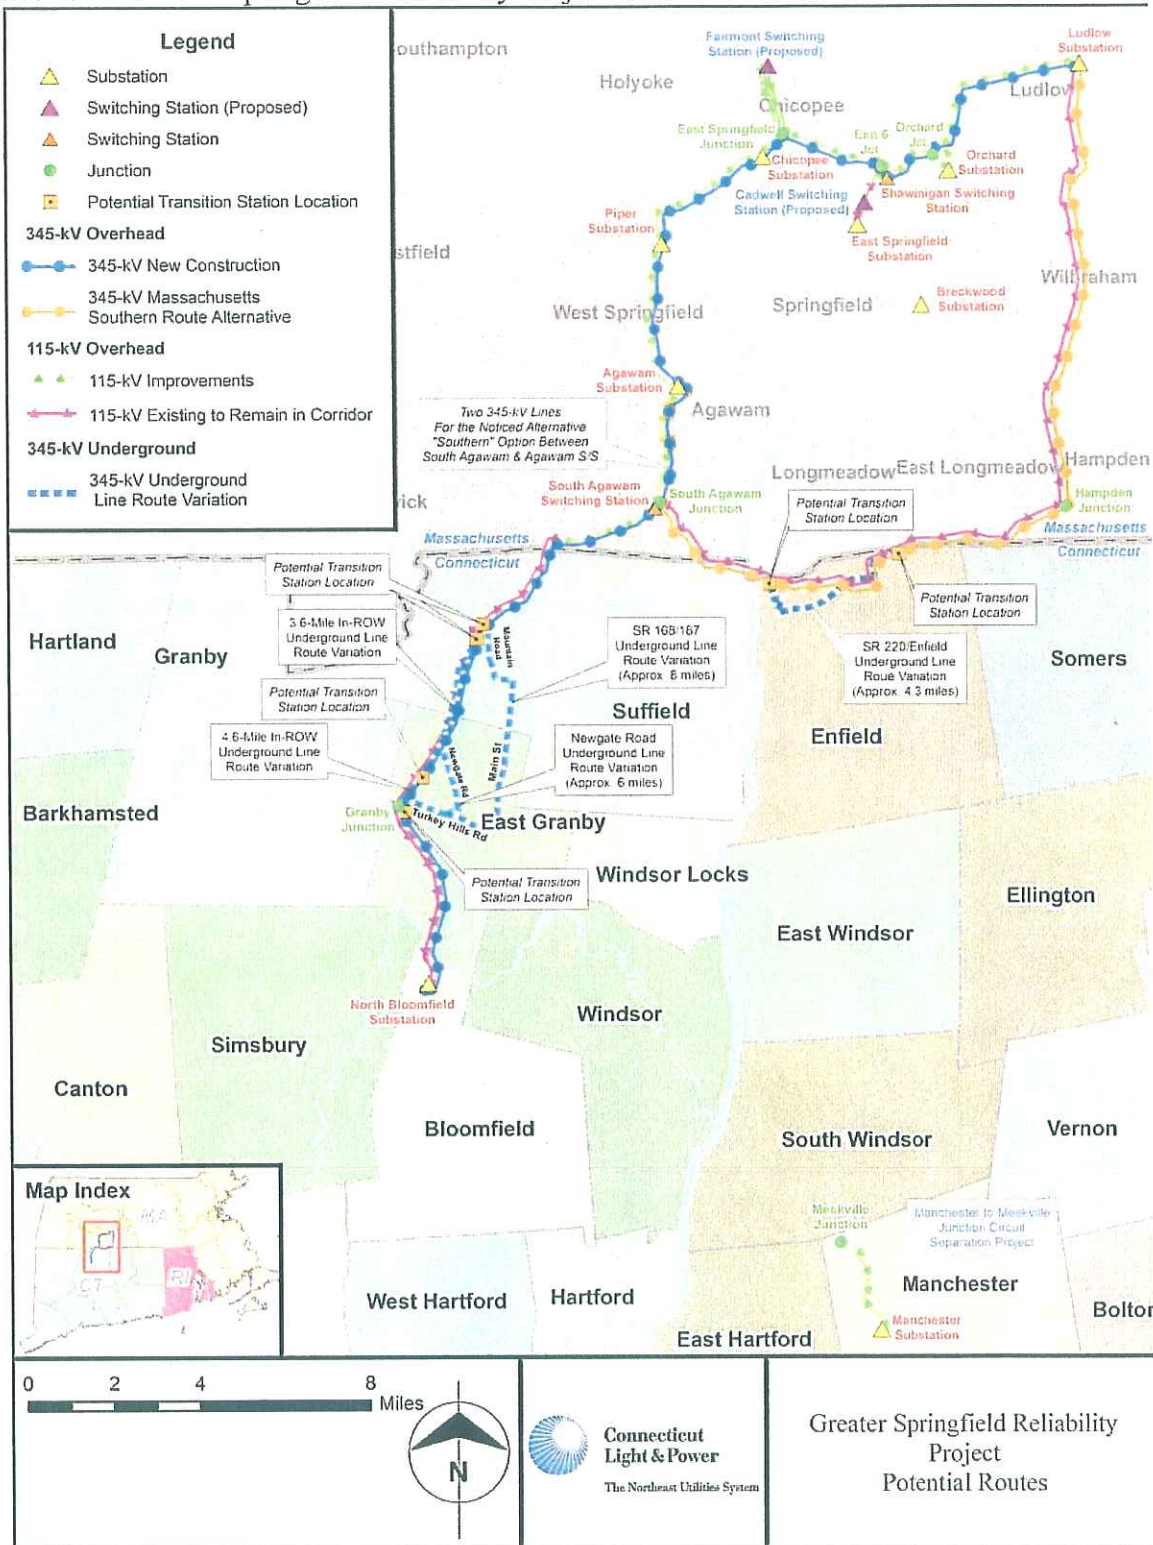 Legend
Substation
Switching Station (Proposed)
Switching Station
Junction
Potential Transition Station Location
345-kV Overhead
345-kV New Construction
345-kV Massachusetts
Southern Route Alternative
115-kV Overhead
115-kV Improvements
115-kV Existing to Remain in Corridor
345-kV Underground
345-kV Underground
Line Route Variation
outhampton
Holyoke
Fairmont Switching
Station (Proposed)
Chicopee
Ludlow
Substation
Ludlow
East Springfield
Junction
Exit 6
Jct
Orchard
Jct
Chicopee
Substation
Orchard
Substation
Cadwell Switching
Station (Proposed)
Shawinigan Switching
Station
Piper
Substation
East Springfield
Substation
stfield
West Springfield
Springfield
Breckwood
Substation
Wilbraham
Agawam
Substation
Agawam
Two 345-kV Lines
For the Noticed Alternative
"Southern" Option Between
South Agawam & Agawam S/S
Longmeadow
East Longmeadow
Hampden
South Agawam
Switching Station
South Agawam
Junction
Potential Transition
Station Location
Hampden
Junction
wick
Massachusetts
Connecticut
Massachusetts
Connecticut
Potential Transition
Station Location
Potential Transition
Station Location
3.6-Mile In-ROW
Underground Line
Route Variation
Mountain
Road
SR 168/187
Underground Line
Route Variation
(Approx. 8 miles)
SR 220/Enfield
Underground Line
Roue Variation
(Approx. 4.3 miles)
Hartland
Granby
Somers
Potential Transition
Station Location
Suffield
Enfield
4.6-Mile In-ROW
Underground Line
Route Variation
Newgate Rd
Main St
Newgate Road
Underground Line
Route Variation
(Approx. 6 miles)
Barkhamsted
Granby
Junction
Turkey Hills Rd
East Granby
Potential Transition
Station Location
Windsor Locks
Ellington
East Windsor
North Bloomfield
Substation
Windsor
Simsbury
Canton
Bloomfield
South Windsor
Vernon
Map Index
MA
CT
RI
Meekville
Junction
Manchester to Meekville
Junction Circuit
Separation Project
West Hartford
Hartford
Manchester
Bolton
East Hartford
Manchester
Substation
0 2 4 8
Miles
N
Connecticut
Light & Power
The Northeast Utilities System
Greater Springfield Reliability
Project
Potential Routes